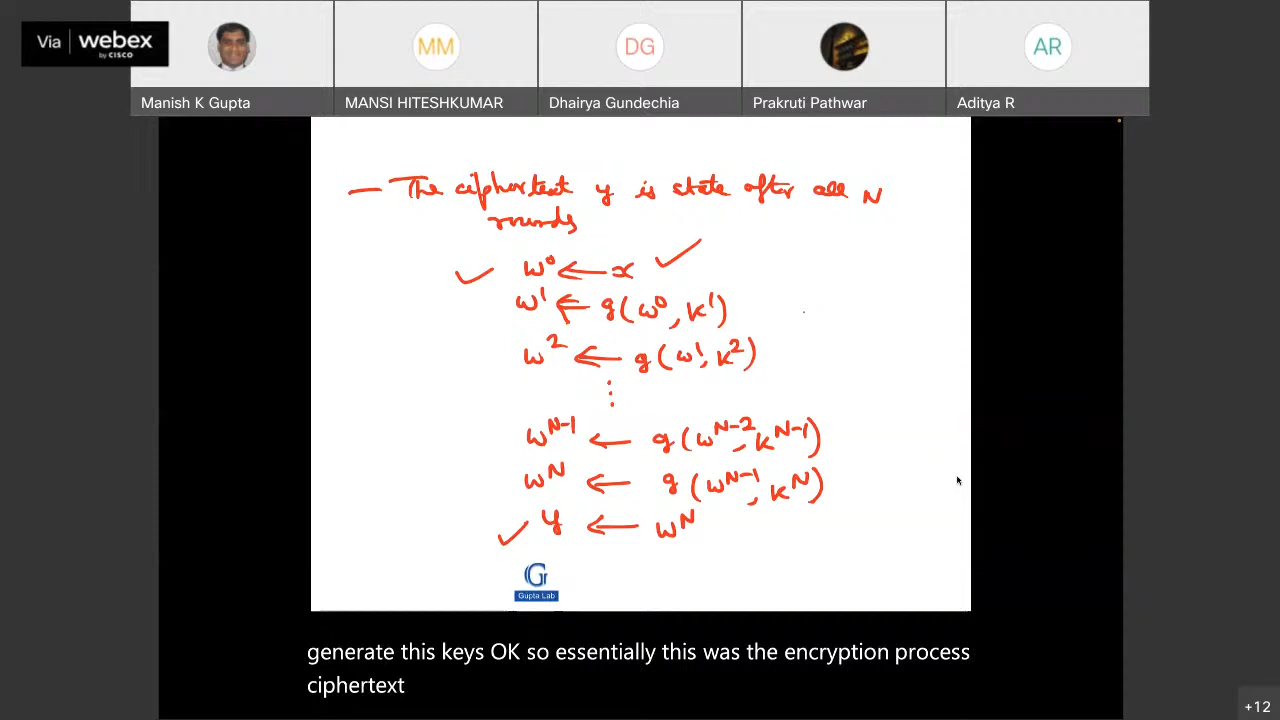 Via webex
by CISCO
MM
DG
AR
Manish K Gupta
MANSI HITESHKUMAR
Dhairya Gundechia
Prakruti Pathwar
Aditya R
— The ciphertext y is state after all N
rounds
w⁰ ← x
w¹ ← g(w⁰, K¹)
w² ← g(w¹, K²)
⋮
w^{N-1} ← g(w^{N-2}, K^{N-1})
w^N ← g(w^{N-1}, K^N)
y ← w^N
G
Gupta Lab
generate this keys OK so essentially this was the encryption process
ciphertext
+12